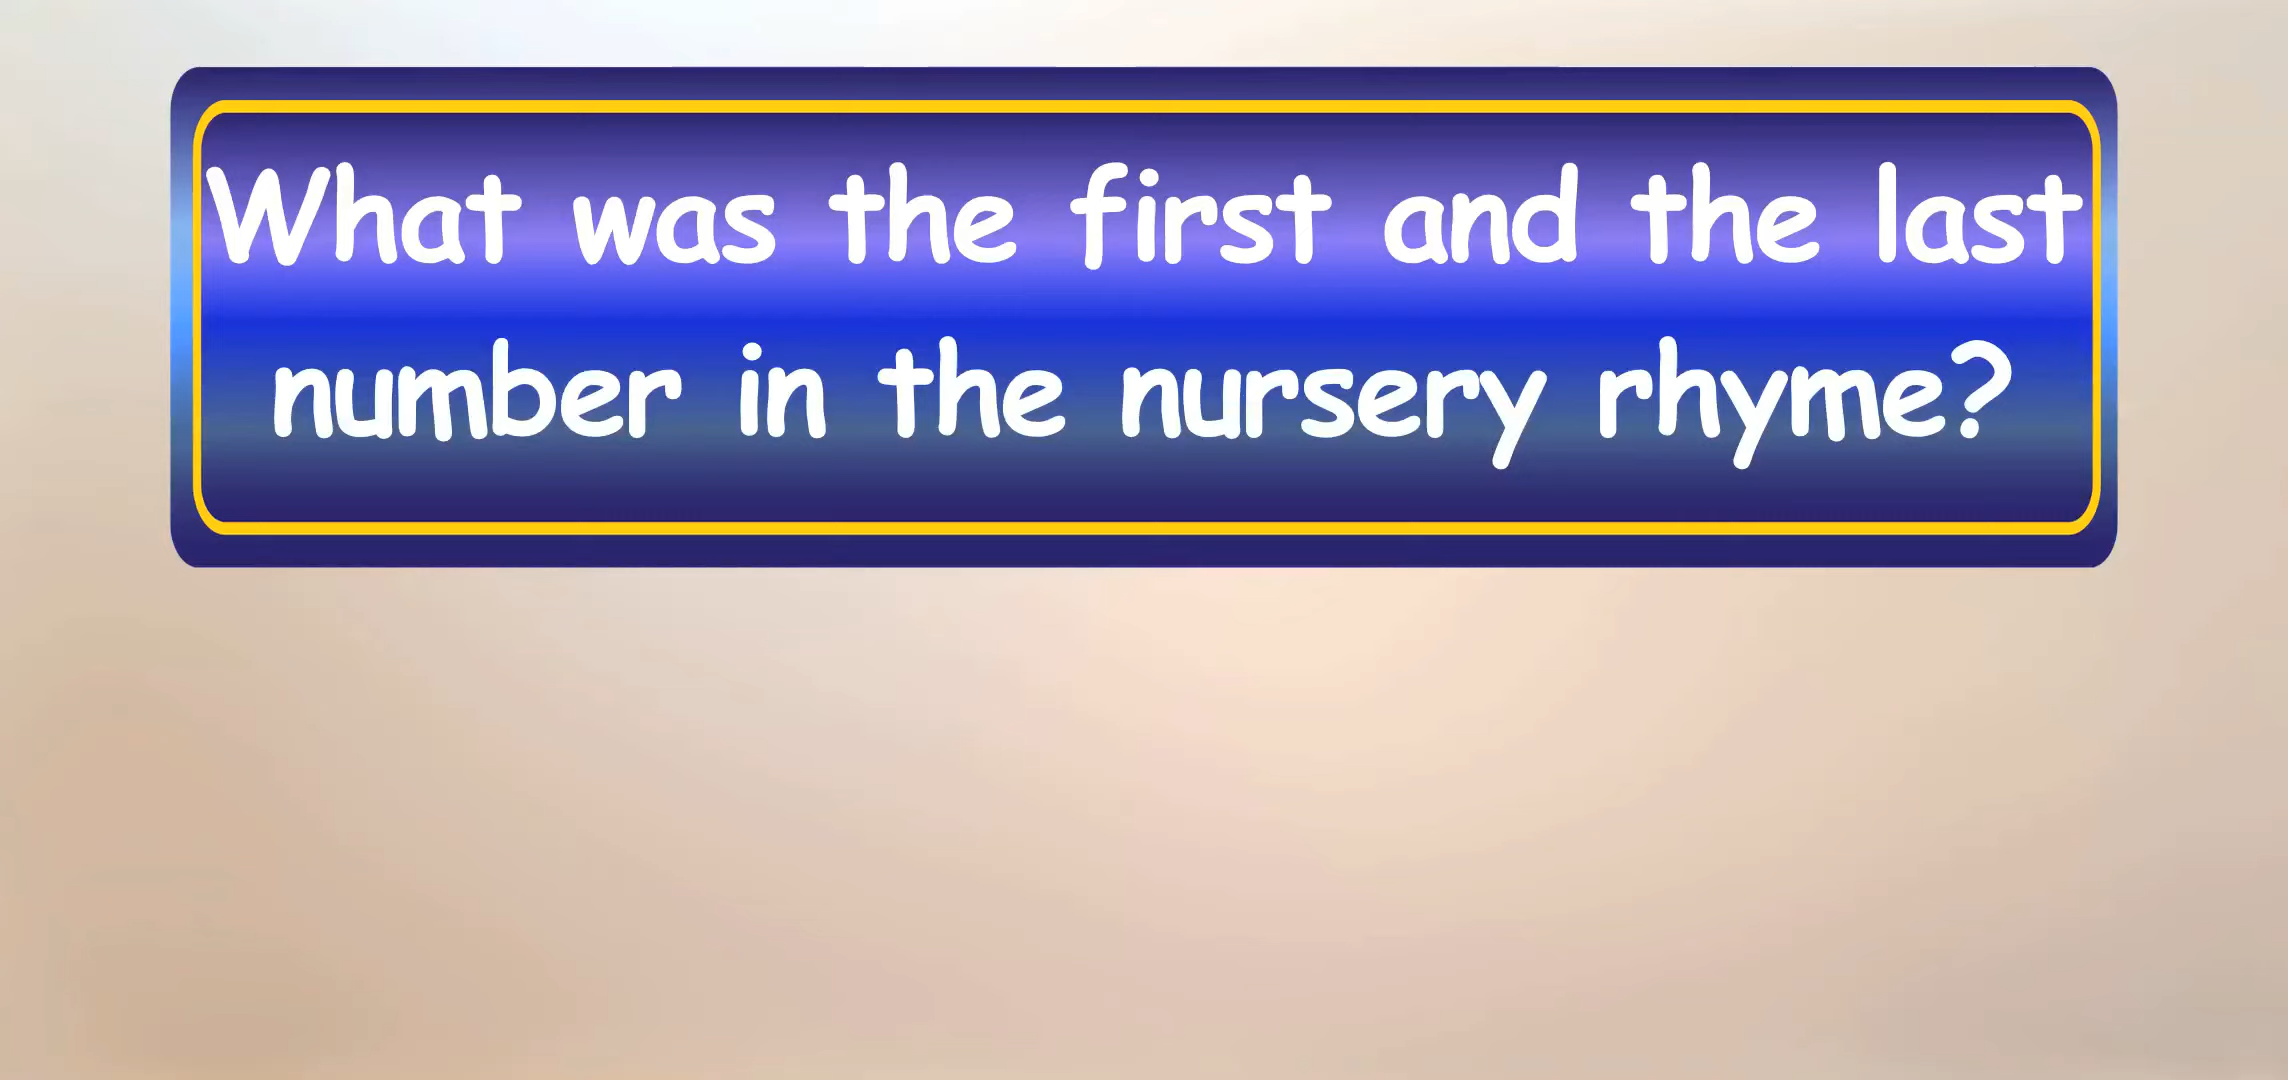 What was the first and the last
number in the nursery rhyme?